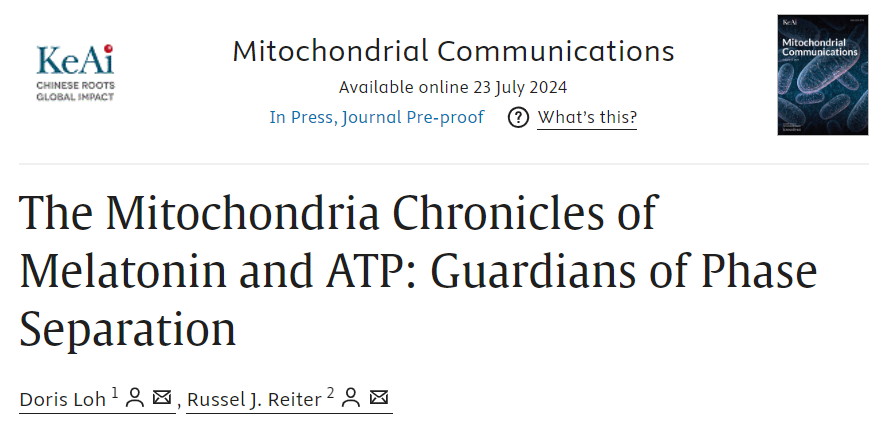 KeAi
CHINESE ROOTS
GLOBAL IMPACT
Mitochondrial Communications
Available online 23 July 2024
In Press, Journal Pre-proof ? What's this?
KeAi
Mitochondrial
Communications
The Mitochondria Chronicles of
Melatonin and ATP: Guardians of Phase
Separation
Doris Loh 1 , Russel J. Reiter 2